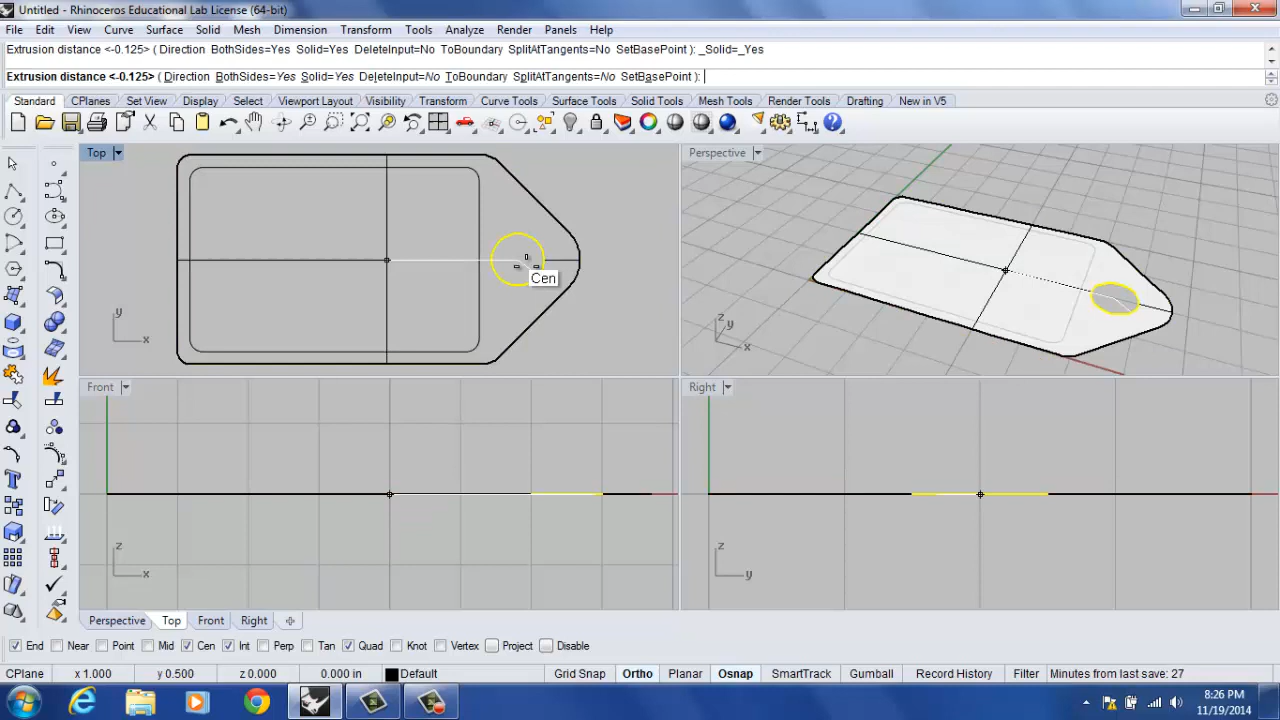 Untitled - Rhinoceros Educational Lab License (64-bit)
File Edit View Curve Surface Solid Mesh Dimension Transform Tools Analyze Render Panels Help
Extrusion distance <-0.125> ( Direction BothSides=Yes Solid=Yes DeleteInput=No ToBoundary SplitAtTangents=No SetBasePoint ): _Solid=_Yes
Extrusion distance <-0.125> ( Direction BothSides=Yes Solid=Yes DeleteInput=No ToBoundary SplitAtTangents=No SetBasePoint ):
Standard CPlanes Set View Display Select Viewport Layout Visibility Transform Curve Tools Surface Tools Solid Tools Mesh Tools Render Tools Drafting New in V5
Top
Perspective
Cen
y
x
z
y
x
Front
Right
z
x
z
y
Perspective Top Front Right
End Near Point Mid Cen Int Perp Tan Quad Knot Vertex Project Disable
CPlane x 1.000 y 0.500 z 0.000 0.000 in Default Grid Snap Ortho Planar Osnap SmartTrack Gumball Record History Filter Minutes from last save: 27
8:26 PM
11/19/2014